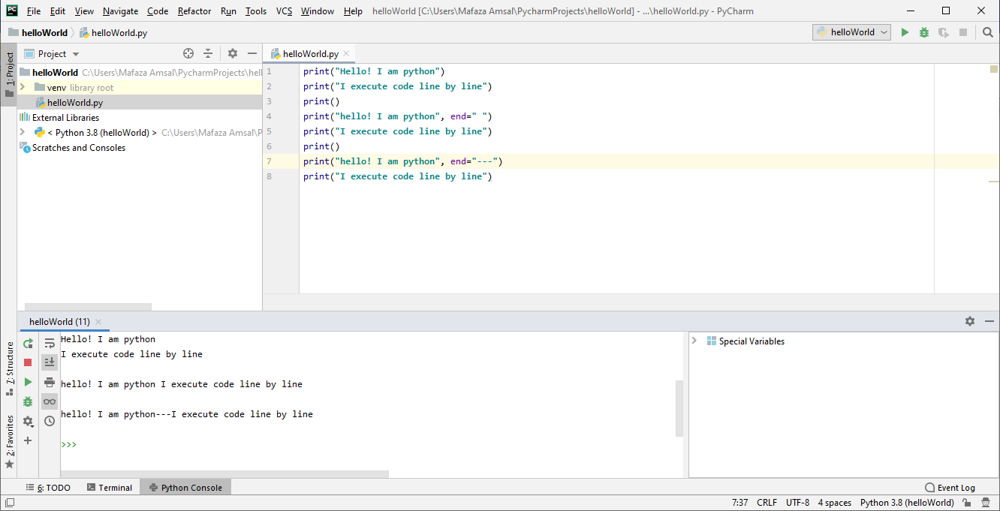 PC File Edit View Navigate Code Refactor Run Tools VCS Window Help helloWorld [C:\Users\Mafaza Amsal\PycharmProjects\helloWorld] - ...\helloWorld.py - PyCharm
helloWorld helloWorld.py helloWorld
1: Project
Project
helloWorld.py
helloWorld C:\Users\Mafaza Amsal\PycharmProjects\hell
venv library root
helloWorld.py
External Libraries
< Python 3.8 (helloWorld) > C:\Users\Mafaza Amsal\P
Scratches and Consoles
1 print("Hello! I am python")
2 print("I execute code line by line")
3 print()
4 print("hello! I am python", end=" ")
5 print("I execute code line by line")
6 print()
7 print("hello! I am python", end="---")
8 print("I execute code line by line")
helloWorld (11)
7: Structure
2: Favorites
Hello! I am python
I execute code line by line
hello! I am python I execute code line by line
hello! I am python---I execute code line by line
>>>
Special Variables
6: TODO Terminal Python Console Event Log
7:37 CRLF UTF-8 4 spaces Python 3.8 (helloWorld)